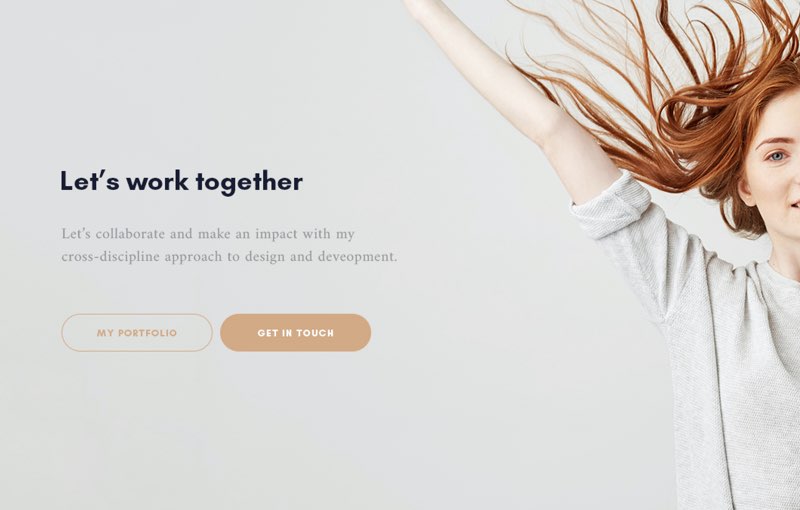 Let's work together
Let's collaborate and make an impact with my
cross-discipline approach to design and deveopment.
MY PORTFOLIO
GET IN TOUCH